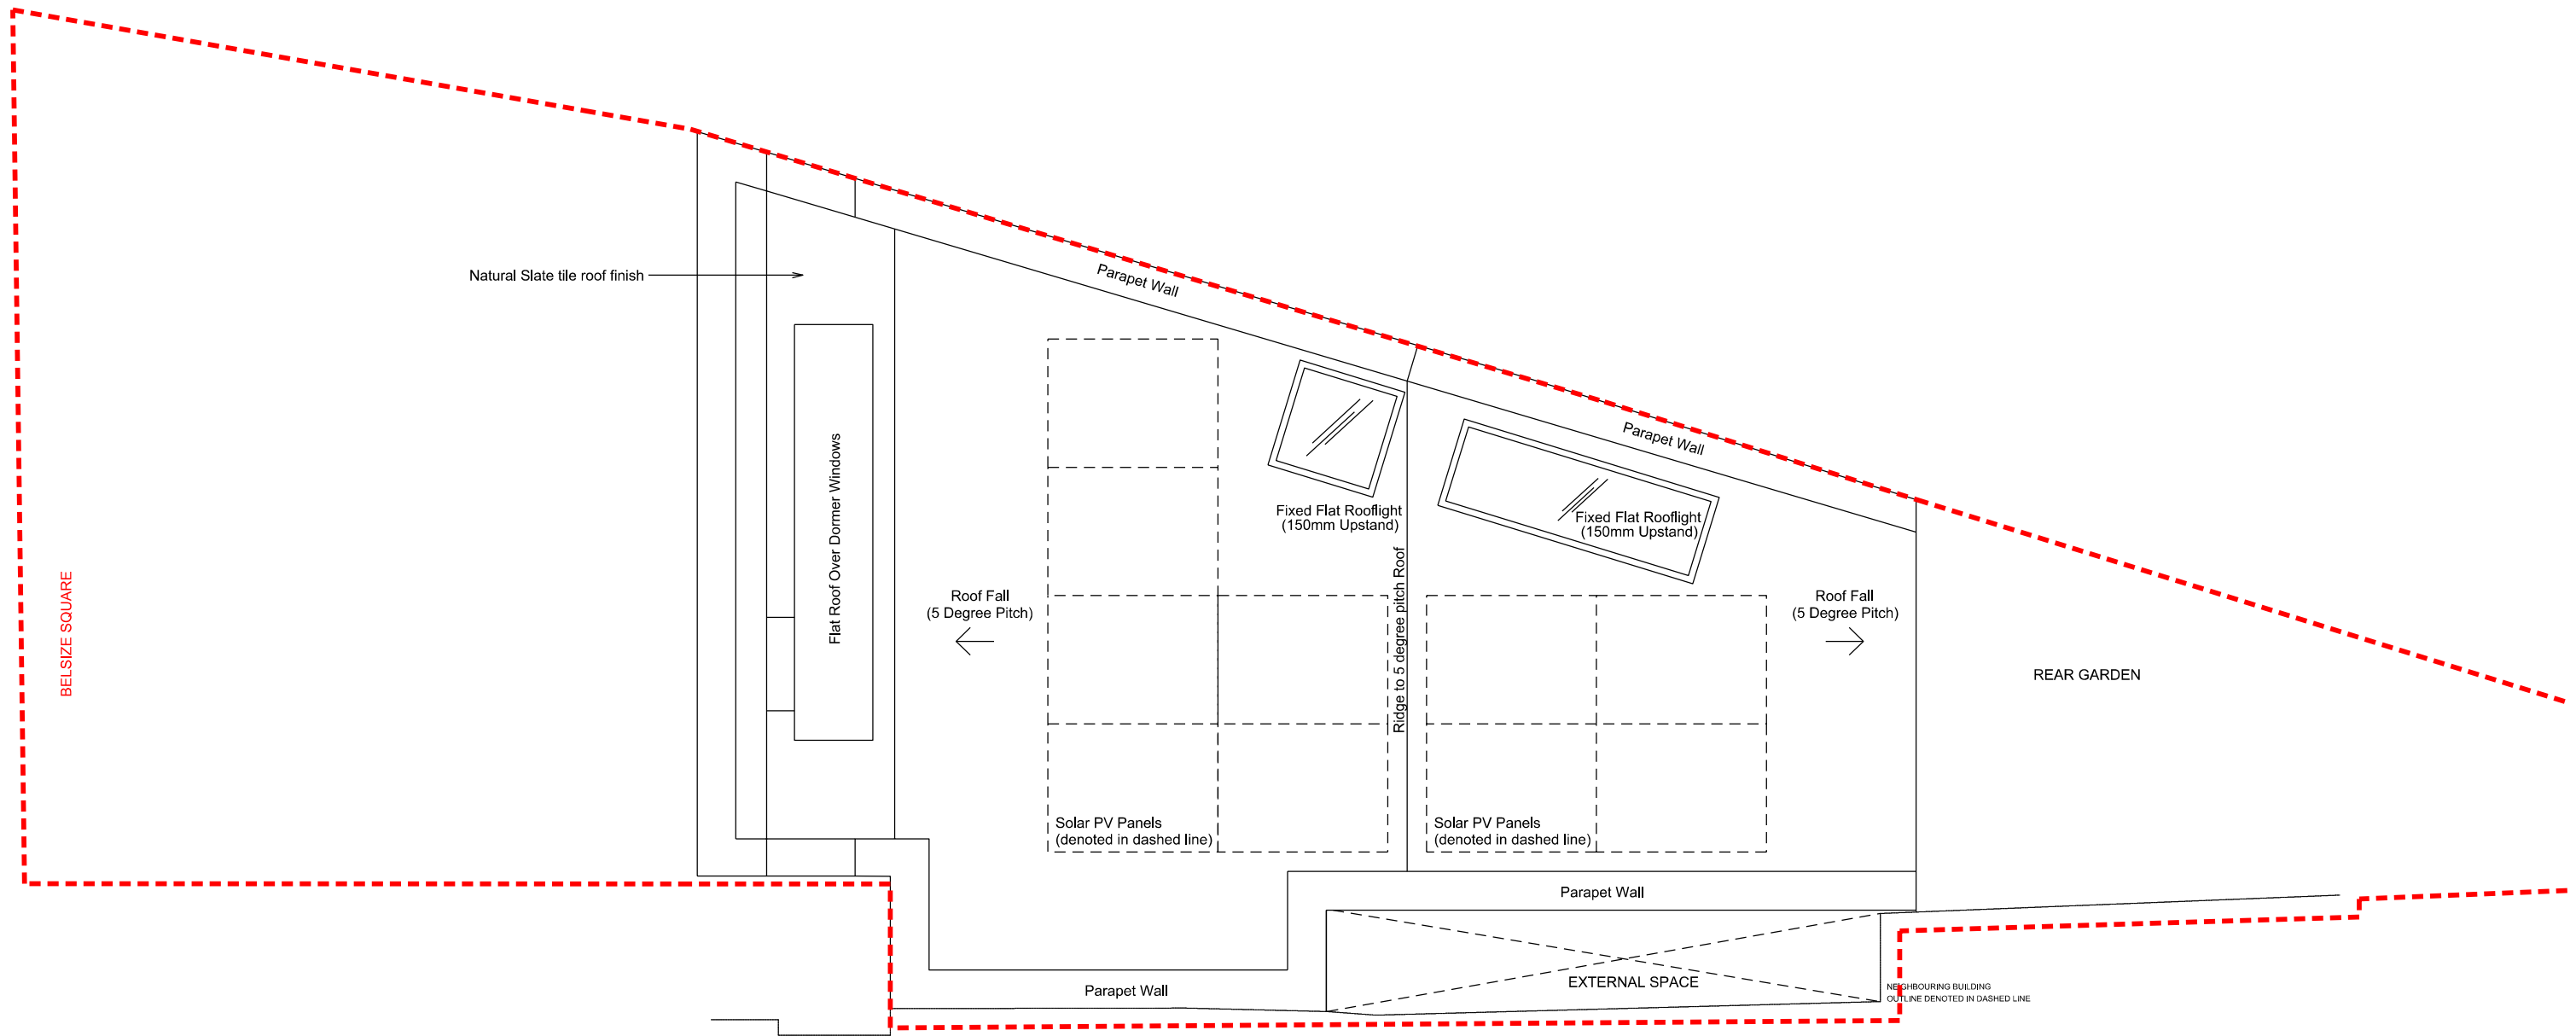 Parapet Wall
Natural Slate tile roof finish
Parapet Wall
Flat Roof Over Dormer Windows
Fixed Flat Rooflight
(150mm Upstand)
Fixed Flat Rooflight
(150mm Upstand)
BELSIZE SQUARE
Roof Fall
(5 Degree Pitch)
Ridge to 5 degree pitch Roof
Roof Fall
(5 Degree Pitch)
REAR GARDEN
Solar PV Panels
(denoted in dashed line)
Solar PV Panels
(denoted in dashed line)
Parapet Wall
EXTERNAL SPACE
Parapet Wall
NEIGHBOURING BUILDING
OUTLINE DENOTED IN DASHED LINE